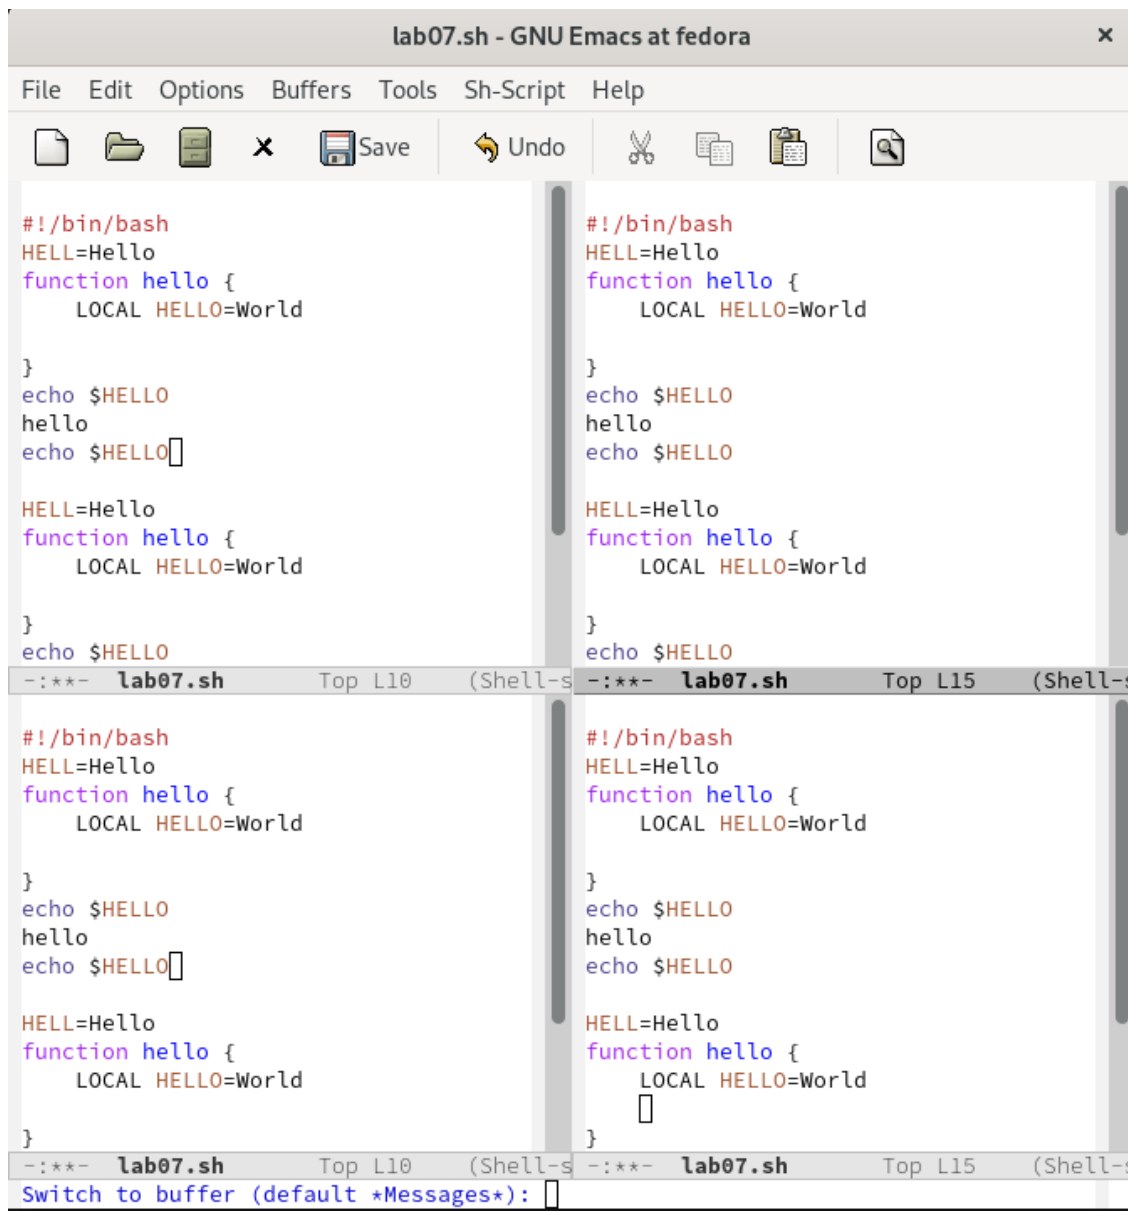 lab07.sh - GNU Emacs at fedora
File Edit Options Buffers Tools Sh-Script Help
Save Undo
#!/bin/bash
HELL=Hello
function hello {
    LOCAL HELLO=World
}
echo $HELLO
hello
echo $HELLO
HELL=Hello
function hello {
    LOCAL HELLO=World
}
echo $HELLO
-:**- lab07.sh Top L10 (Shell-s
#!/bin/bash
HELL=Hello
function hello {
    LOCAL HELLO=World
}
echo $HELLO
hello
echo $HELLO
HELL=Hello
function hello {
    LOCAL HELLO=World
}
echo $HELLO
-:**- lab07.sh Top L15 (Shell-s
#!/bin/bash
HELL=Hello
function hello {
    LOCAL HELLO=World
}
echo $HELLO
hello
echo $HELLO
HELL=Hello
function hello {
    LOCAL HELLO=World
}
-:**- lab07.sh Top L10 (Shell-s
#!/bin/bash
HELL=Hello
function hello {
    LOCAL HELLO=World
}
echo $HELLO
hello
echo $HELLO
HELL=Hello
function hello {
    LOCAL HELLO=World
}
-:**- lab07.sh Top L15 (Shell-s
Switch to buffer (default *Messages*):